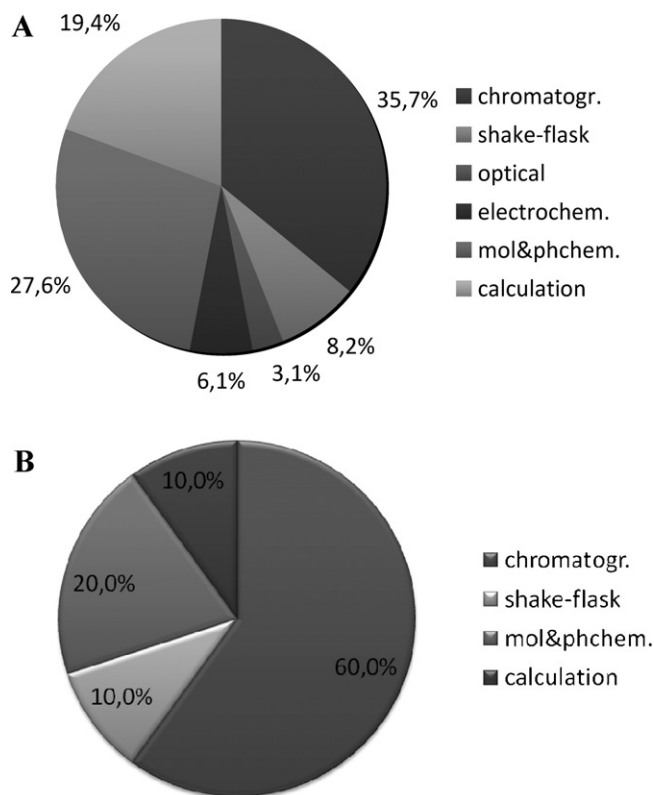 A
19,4%
35,7%
27,6%
8,2%
3,1%
6,1%
chromatogr.
shake-flask
optical
electrochem.
mol&phchem.
calculation
B
10,0%
20,0%
60,0%
10,0%
chromatogr.
shake-flask
mol&phchem.
calculation